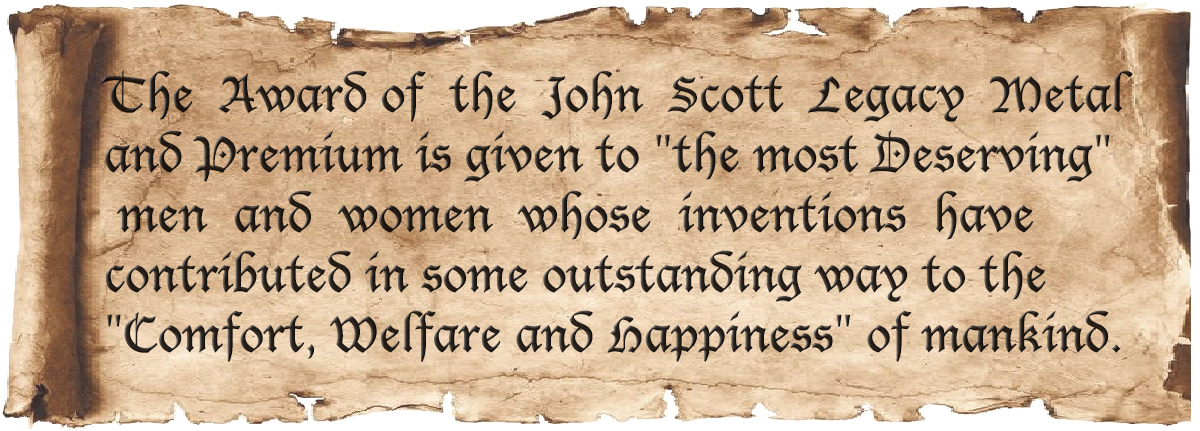 The Award of the John Scott Legacy Metal
and Premium is given to "the most Deserving"
men and women whose inventions have
contributed in some outstanding way to the
"Comfort, Welfare and Happiness" of mankind.